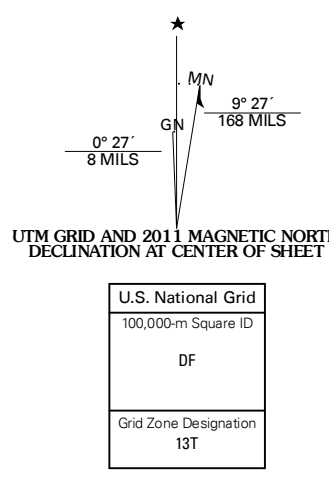 ★
MN
GN
9° 27´
168 MILS
0° 27´
8 MILS
UTM GRID AND 2011 MAGNETIC NORT
DECLINATION AT CENTER OF SHEET
U.S. National Grid
100,000-m Square ID
DF
Grid Zone Designation
13T